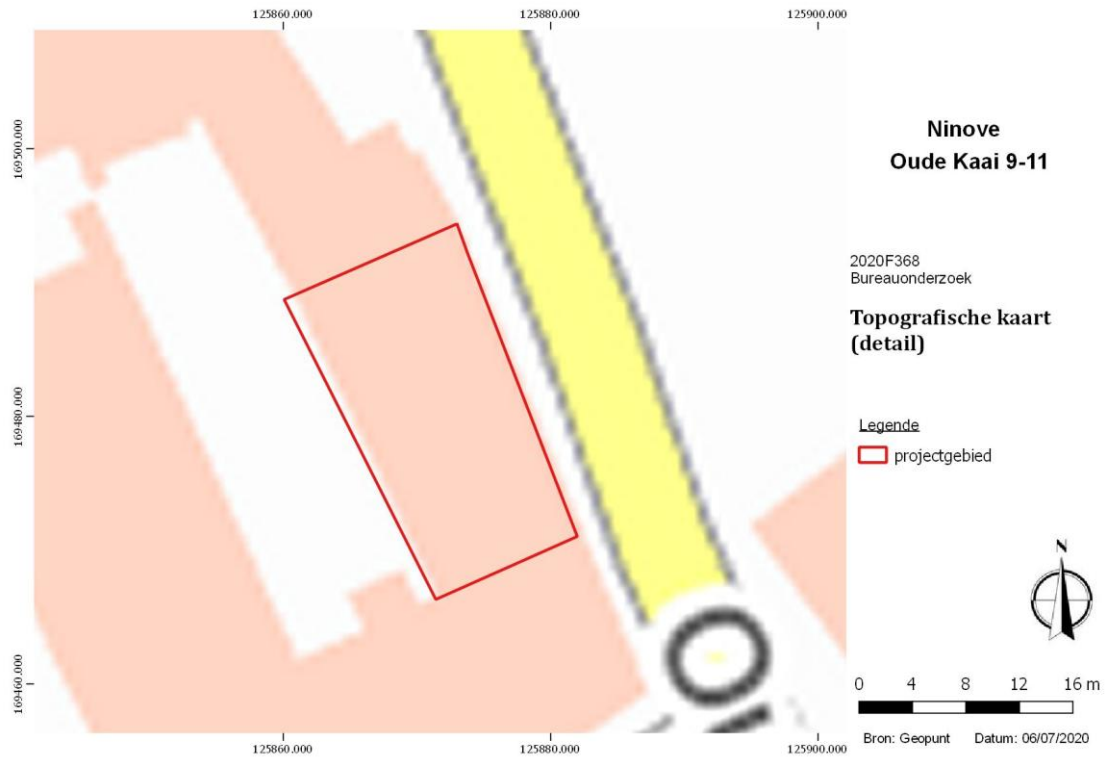 125860.000 125880.000 125900.000
169500.000
169480.000
169460.000
125860.000 125880.000 125900.000
Ninove
Oude Kaai 9-11
2020F368
Bureauonderzoek
Topografische kaart
(detail)
Legende
projectgebied
N
0 4 8 12 16 m
Bron: Geopunt Datum: 06/07/2020